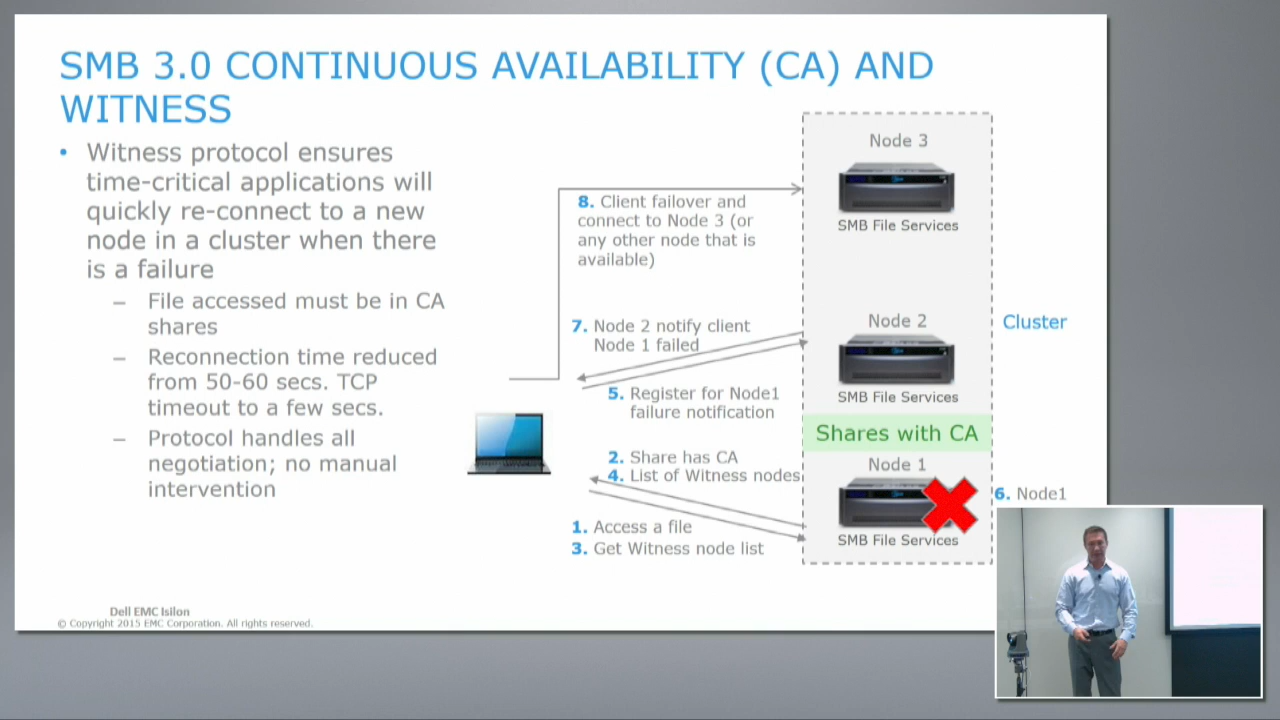 SMB 3.0 CONTINUOUS AVAILABILITY (CA) AND
WITNESS
• Witness protocol ensures
time-critical applications will
quickly re-connect to a new
node in a cluster when there
is a failure
– File accessed must be in CA
shares
– Reconnection time reduced
from 50-60 secs. TCP
timeout to a few secs.
– Protocol handles all
negotiation; no manual
intervention
Node 3
SMB File Services
8. Client failover and
connect to Node 3 (or
any other node that is
available)
7. Node 2 notify client
Node 1 failed
Node 2
SMB File Services
Cluster
5. Register for Node1
failure notification
Shares with CA
2. Share has CA
4. List of Witness nodes
Node 1
SMB File Services
6. Node1
1. Access a file
3. Get Witness node list
Dell EMC Isilon
© Copyright 2015 EMC Corporation. All rights reserved.